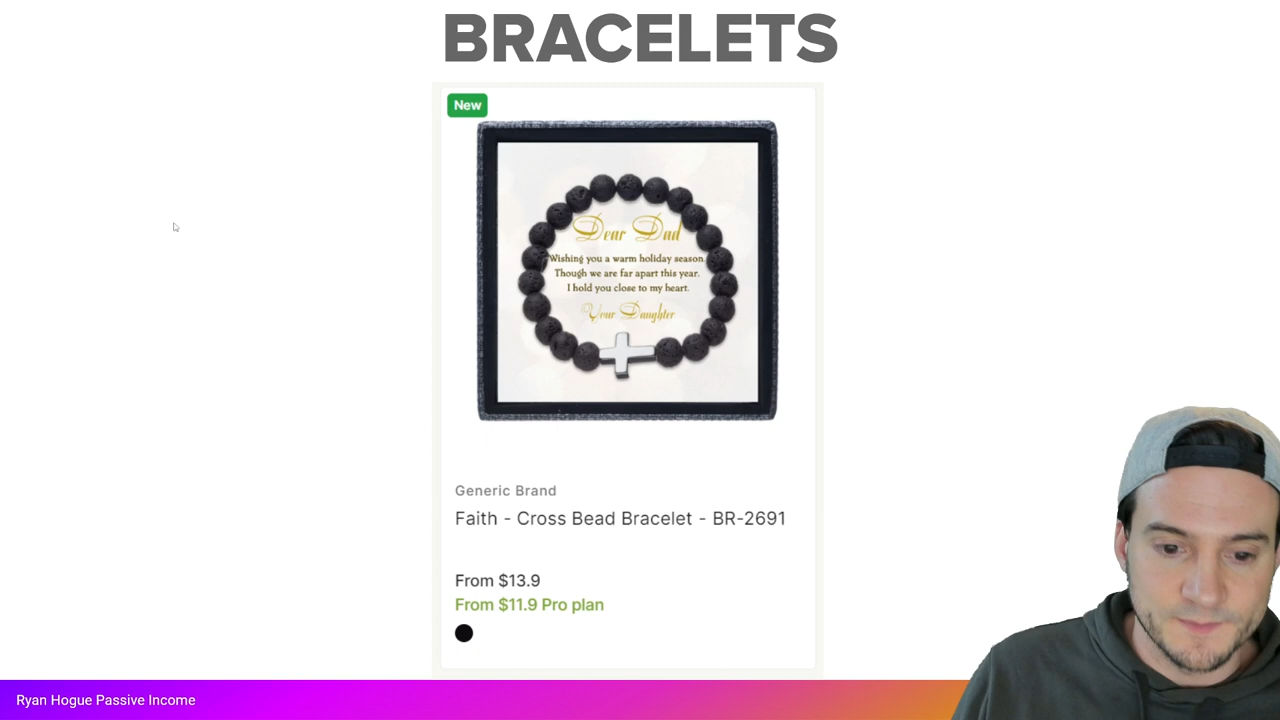 BRACELETS
New
Dear Dad
Wishing you a warm holiday season.
Though we are far apart this year.
I hold you close to my heart.
Your Daughter
Generic Brand
Faith - Cross Bead Bracelet - BR-2691
From $13.9
From $11.9 Pro plan
Ryan Hogue Passive Income